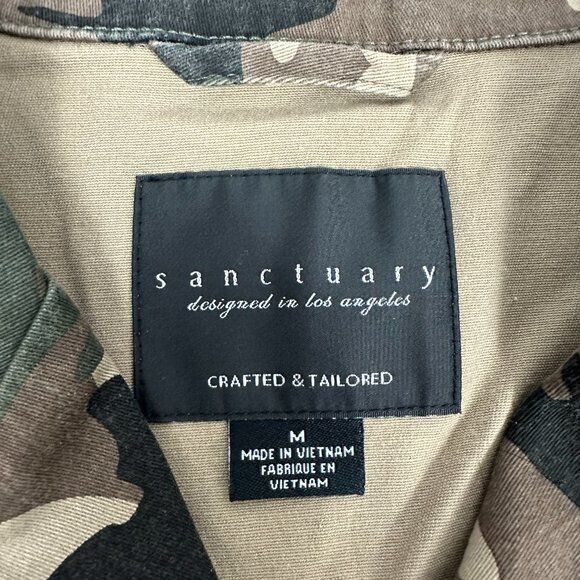 sanctuary
designed in los angeles
CRAFTED & TAILORED
M
MADE IN VIETNAM
FABRIQUE EN
VIETNAM